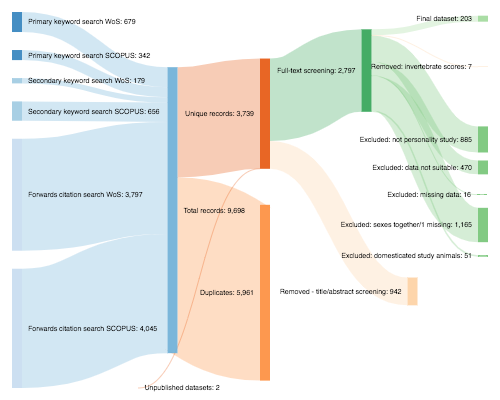 Primary keyword search WoS: 679
Primary keyword search SCOPUS: 342
Secondary keyword search WoS: 179
Secondary keyword search SCOPUS: 656
Forwards citation search WoS: 3,797
Forwards citation search SCOPUS: 4,045
Total records: 9,698
Unique records: 3,739
Duplicates: 5,961
Unpublished datasets: 2
Full-text screening: 2,797
Removed - title/abstract screening: 942
Final dataset: 203
Removed: invertebrate scores: 7
Excluded: not personality study: 885
Excluded: data not suitable: 470
Excluded: missing data: 16
Excluded: sexes together/1 missing: 1,165
Excluded: domesticated study animals: 51